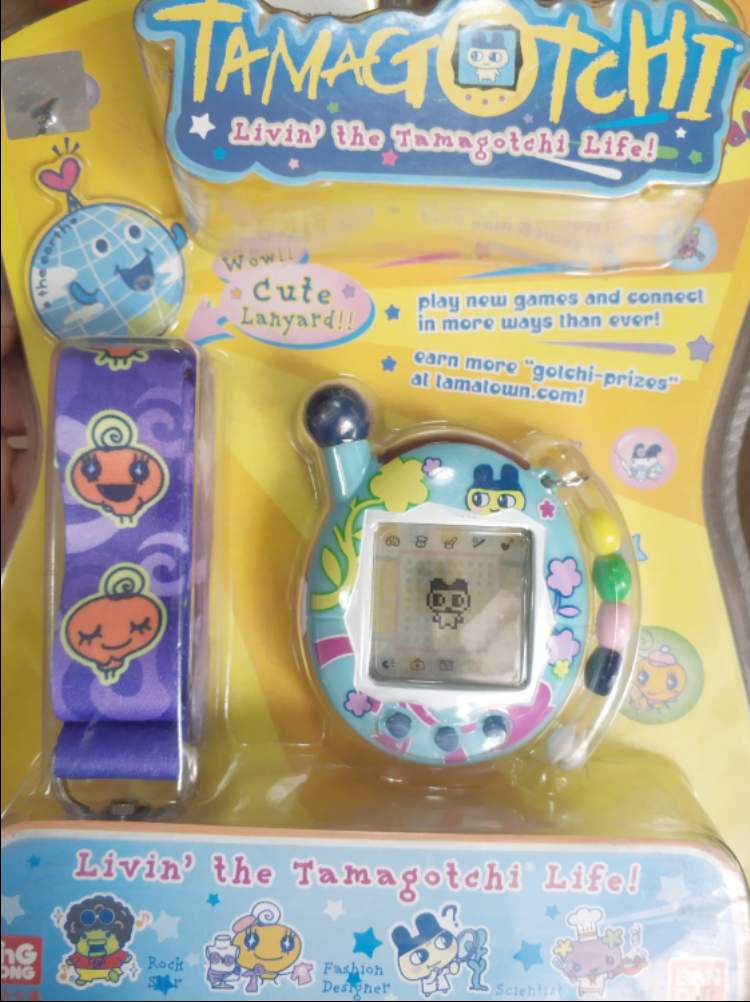 TAMAGOTCHI
Livin' the Tamagotchi Life!
the earth
Wow!!
Cute
Lanyard!!
play new games and connect
in more ways than ever!
earn more "gotchi-prizes"
at tamatown.com!
Livin' the Tamagotchi Life!
Rock
Star
Fashion
Designer
Scientist
BAN